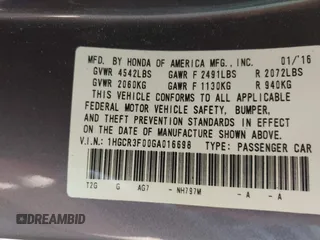 MFD. BY HONDA OF AMERICA MFG., INC. 01/'16
GVWR 4542LBS GAWR F 2491LBS R 2072LBS
GVWR 2060KG GAWR F 1130KG R 940KG
THIS VEHICLE CONFORMS TO ALL APPLICABLE
FEDERAL MOTOR VEHICLE SAFETY, BUMPER,
AND THEFT PREVENTION STANDARDS IN EFFECT
ON THE DATE OF MANUFACTURE SHOWN ABOVE.
V.I.N.: 1HGCR3F00GA016698 TYPE: PASSENGER CAR
T2G G AG7 - NH797M - A - A
DREAMBID